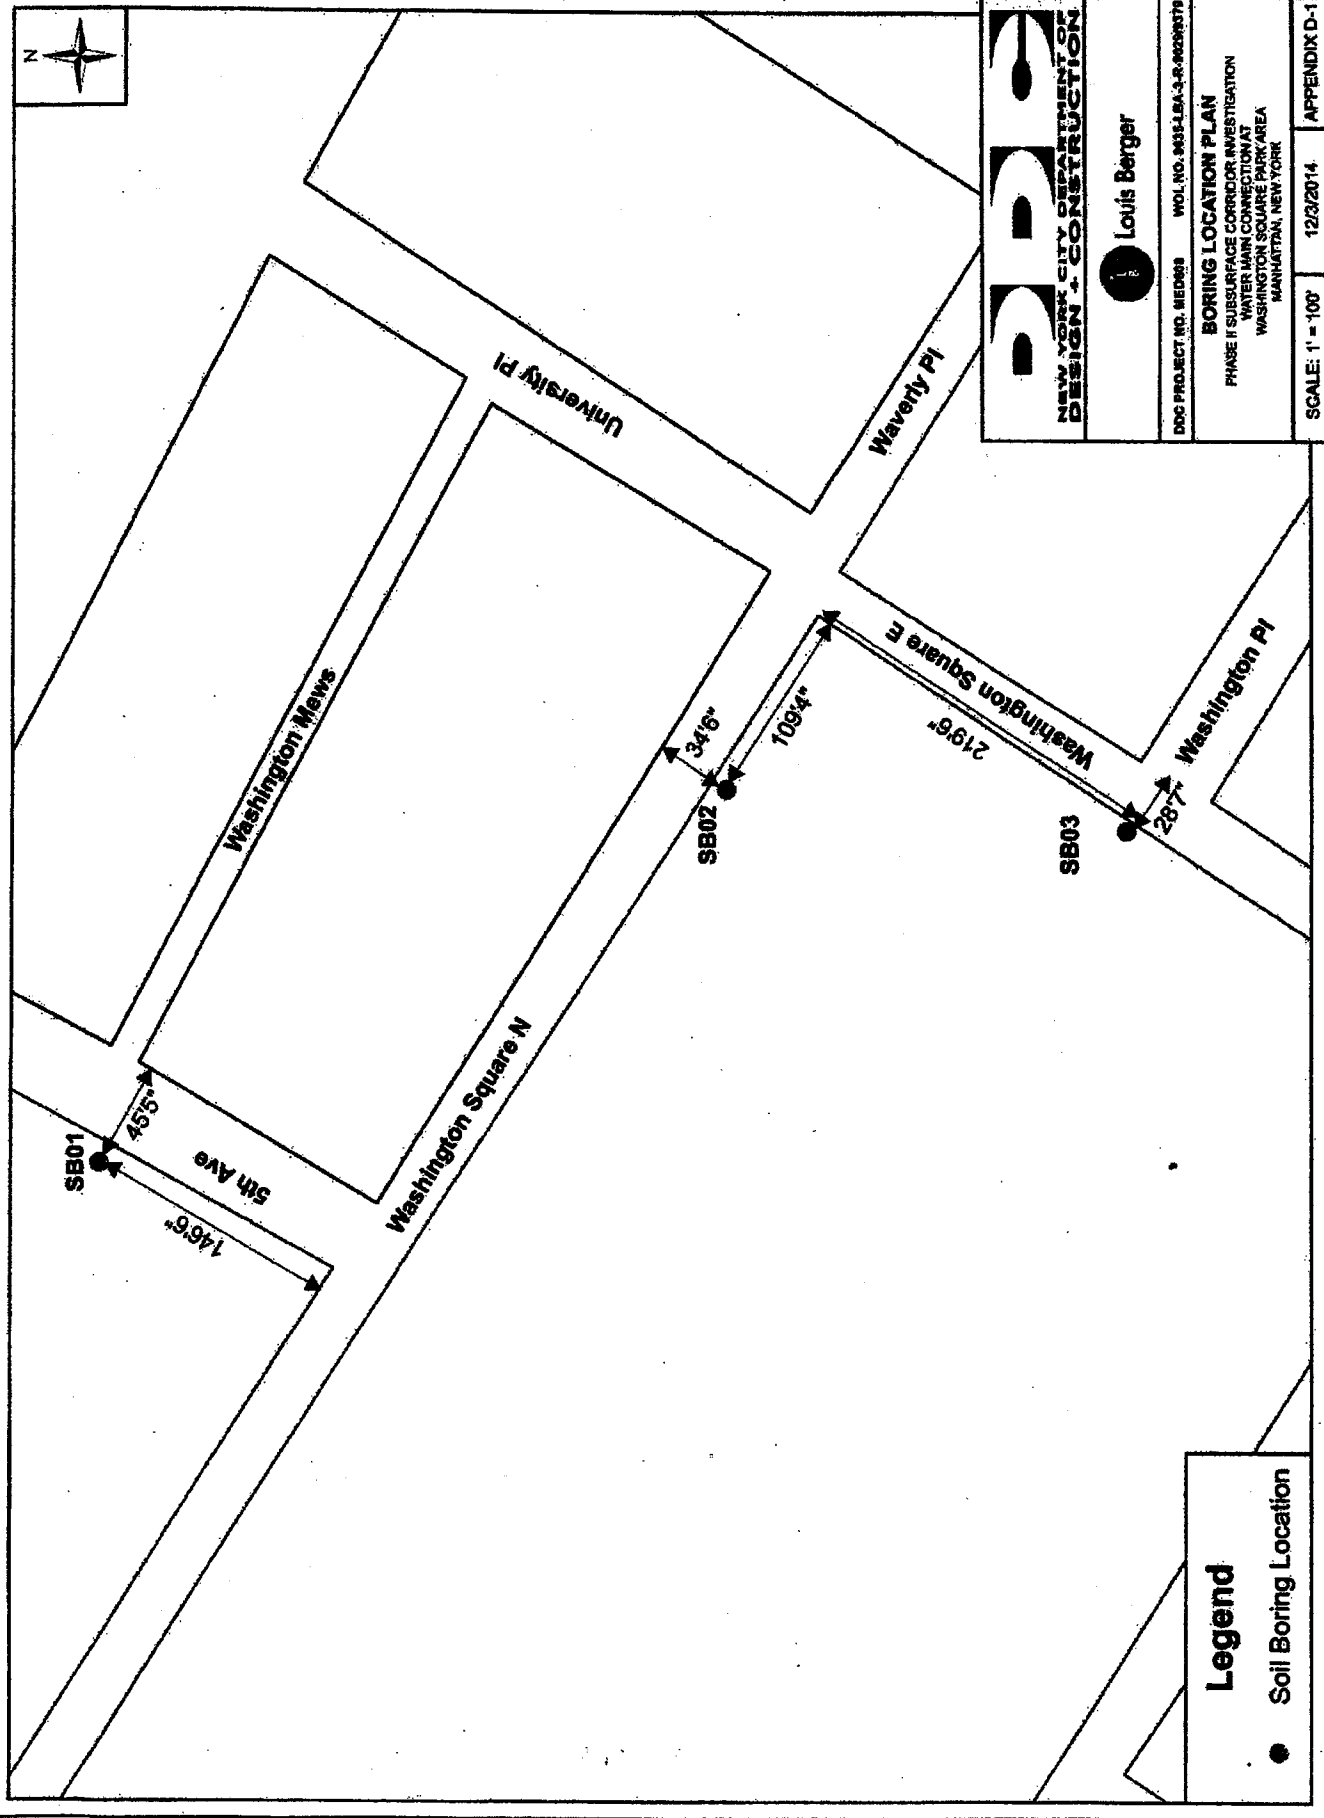 N
University Pl
Waverly Pl
Washington Mews
34'6"
109'4"
SB02
Washington Square E
219'6"
Washington Pl
28'7"
SB03
SB01
45'5"
5th Ave
146'6"
Washington Square N
Legend
Soil Boring Location
NEW YORK CITY DEPARTMENT OF
DESIGN + CONSTRUCTION
Louis Berger
DDC PROJECT NO. MED608 WOL NO.
BORING LOCATION PLAN
PHASE II SUBSURFACE CORRIDOR INVESTIGATION
WATER MAIN CONNECTION AT
WASHINGTON SQUARE PARK AREA
MANHATTAN, NEW YORK
SCALE: 1" = 100' 12/3/2014 APPENDIX D-1